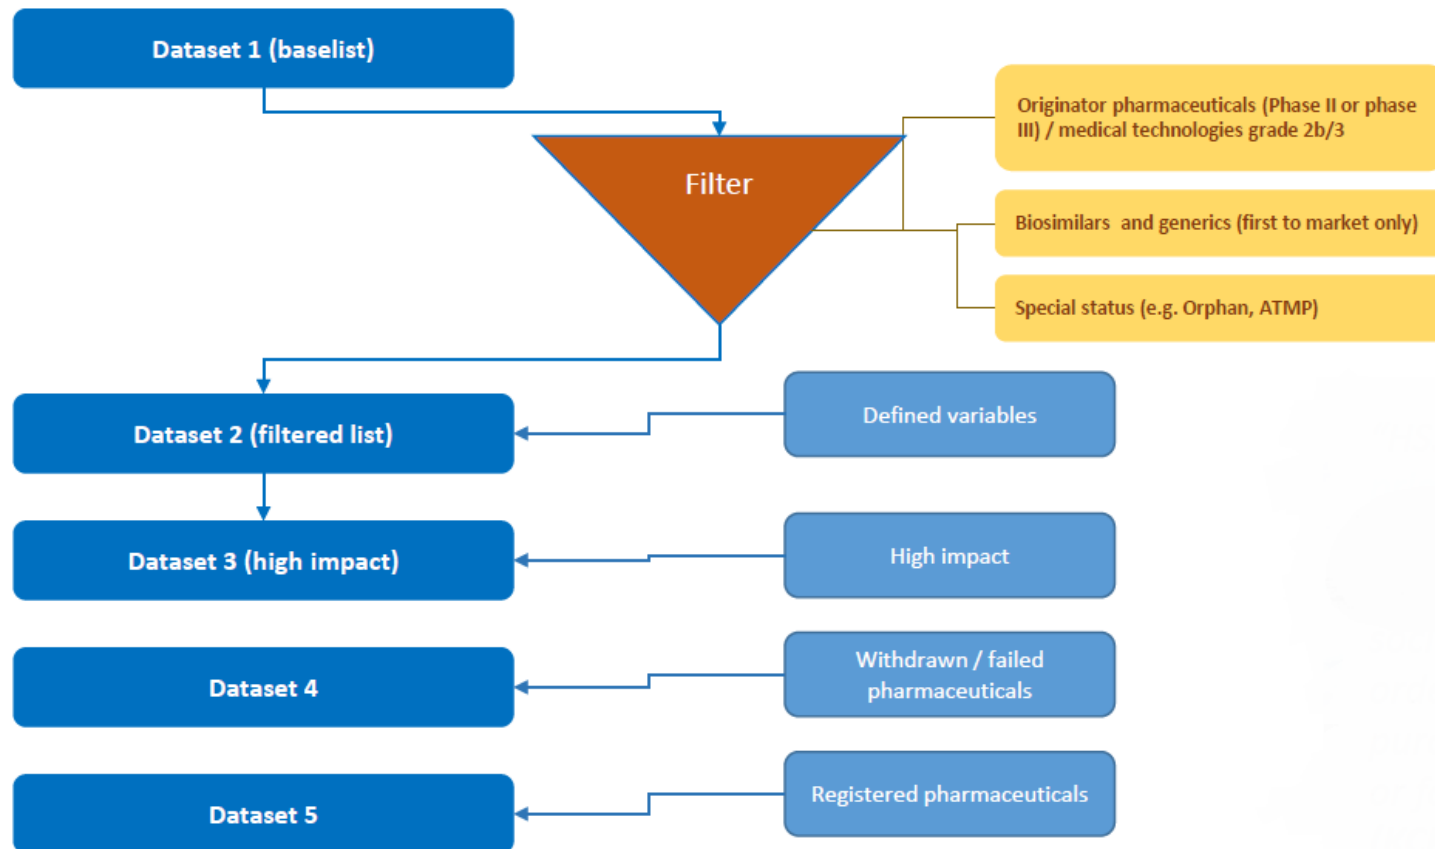 Dataset 1 (baselist)
Originator pharmaceuticals (Phase II or phase
III) / medical technologies grade 2b/3
Filter
Biosimilars and generics (first to market only)
Special status (e.g. Orphan, ATMP)
Defined variables
Dataset 2 (filtered list)
High impact
Dataset 3 (high impact)
Withdrawn / failed
pharmaceuticals
Dataset 4
Registered pharmaceuticals
Dataset 5